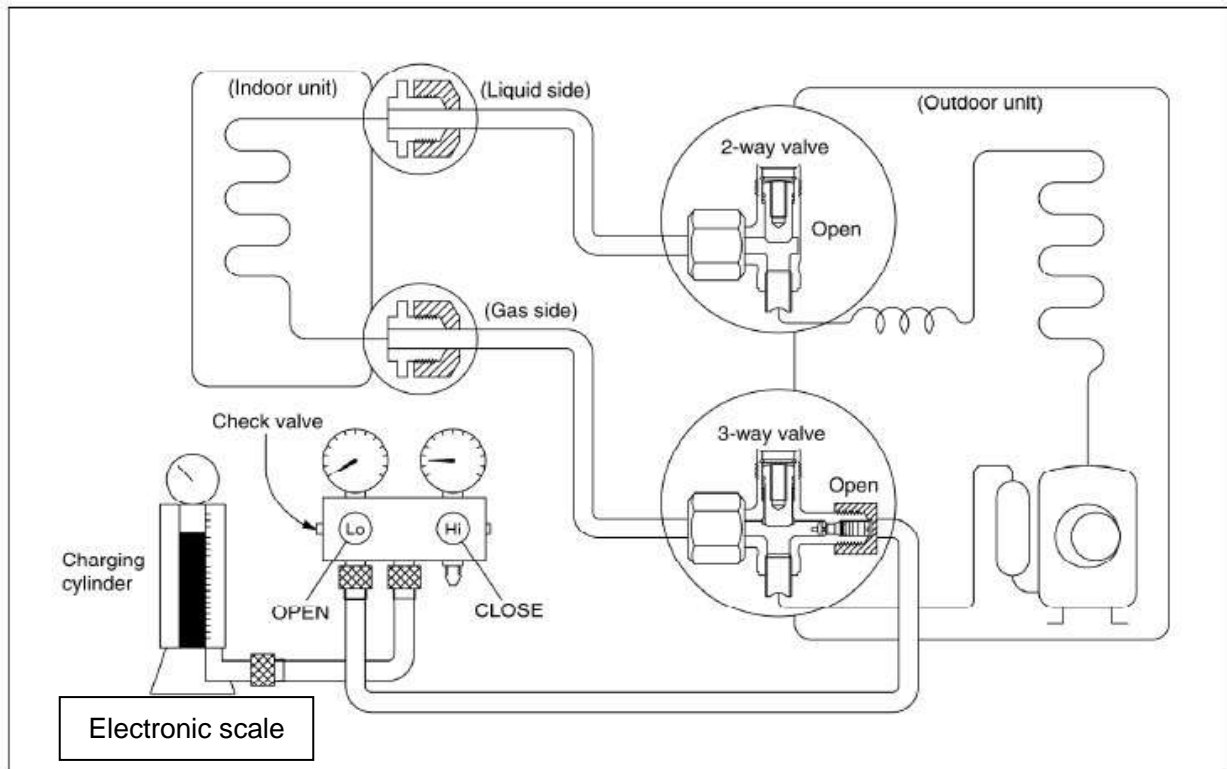 (Indoor unit)
(Liquid side)
(Outdoor unit)
2-way valve
Open
(Gas side)
Check valve
3-way valve
Open
Lo
Hi
Charging
cylinder
OPEN
CLOSE
Electronic scale